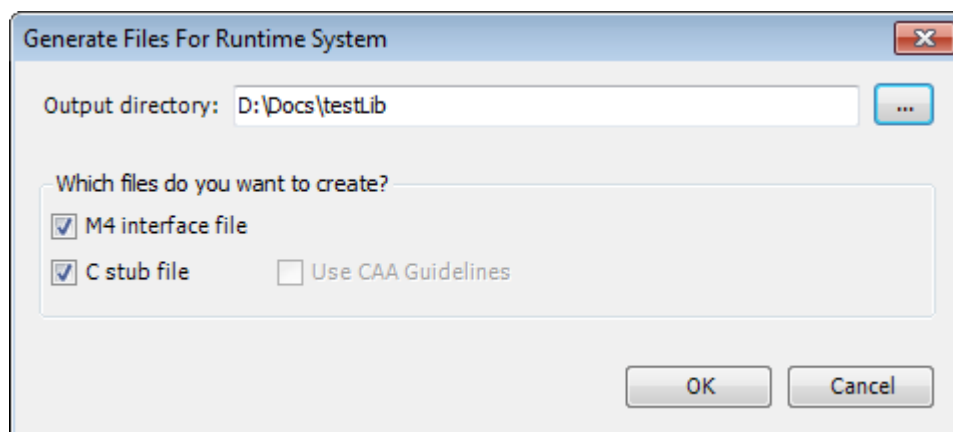 Generate Files For Runtime System
Output directory: D:\Docs\testLib ...
Which files do you want to create?
M4 interface file
C stub file Use CAA Guidelines
OK Cancel